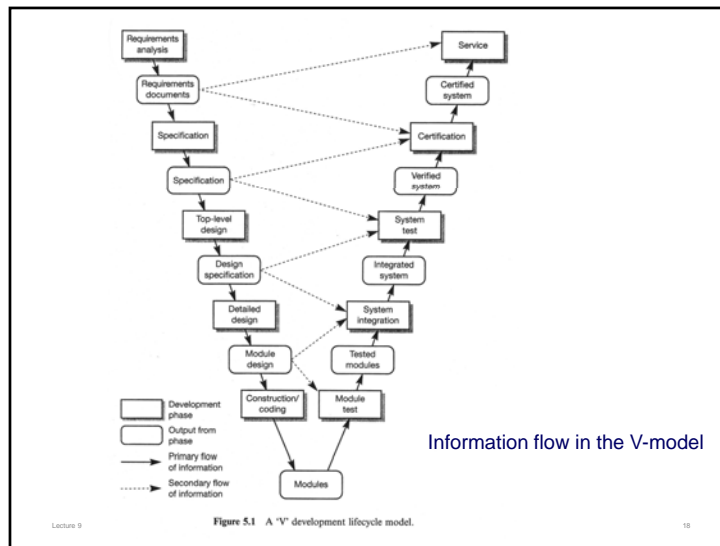 Requirements
analysis
Service
Requirements
documents
Certified
system
Specification
Certification
Specification
Verified
system
Top-level
design
System
test
Design
specification
Integrated
system
Detailed
design
System
integration
Module
design
Tested
modules
Development
phase
Construction/
coding
Module
test
Output from
phase
Information flow in the V-model
Primary flow
of information
Modules
Secondary flow
of information
Lecture 9
Figure 5.1 A 'V' development lifecycle model.
18